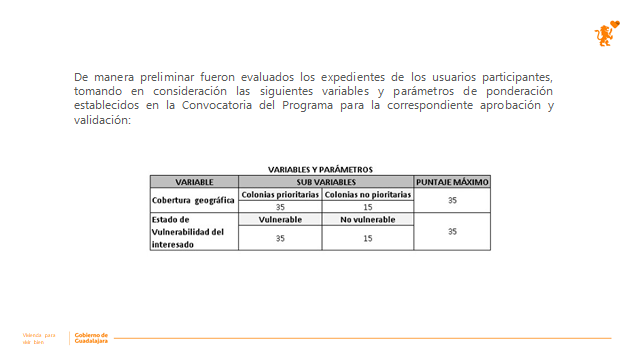 De manera preliminar fueron evaluados los expedientes de los usuarios participantes,
tomando en consideración las siguientes variables y parámetros de ponderación
establecidos en la Convocatoria del Programa para la correspondiente aprobación y
validación:
VARIABLES Y PARÁMETROS
VARIABLE SUB VARIABLES PUNTAJE MÁXIMO
Cobertura geográfica Colonias prioritarias Colonias no pioritarias 35
35 15
Estado de Vulnerable No vulnerable
Vulnerabilidad del 35 15 35
interesado
Vivienda para
vivir bien
Gobierno de
Guadalajara